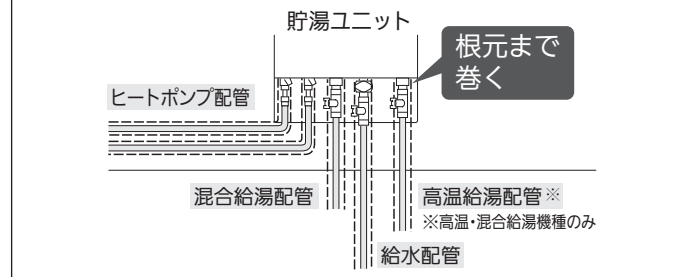 貯湯ユニット
根元まで
巻く
ヒートポンプ配管
混合給湯配管
高温給湯配管※
※高温・混合給湯機種のみ
給水配管